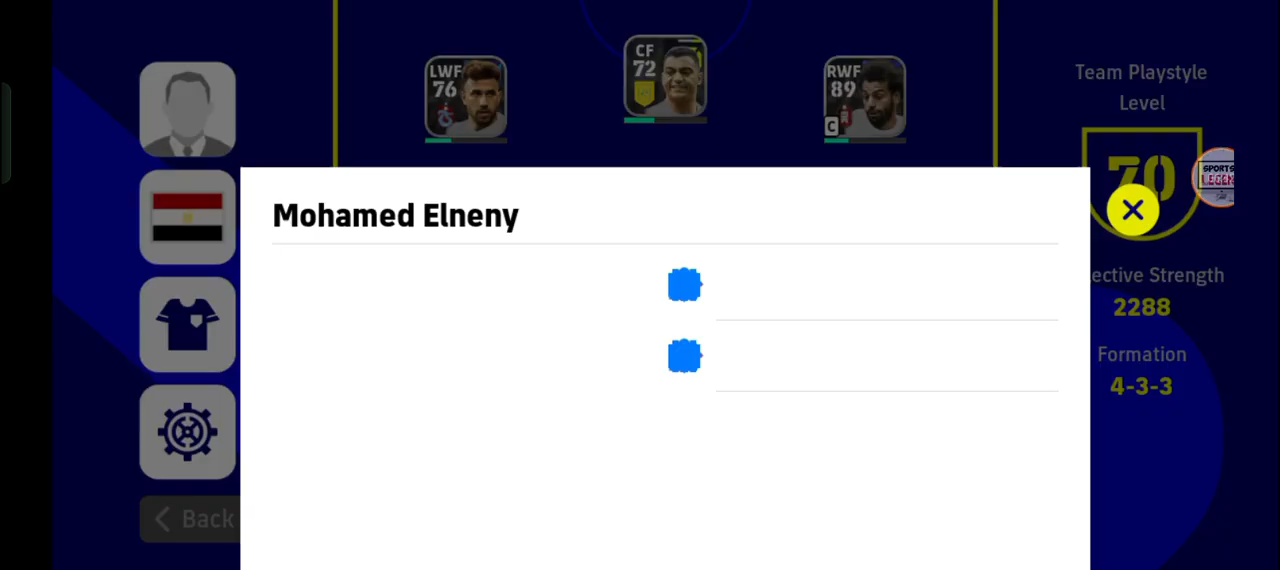 CF
72
LWF
76
RWF
89
C
Team Playstyle
Level
70
SPORTS
Mohamed Elneny
ective Strength
2288
Formation
4-3-3
Back